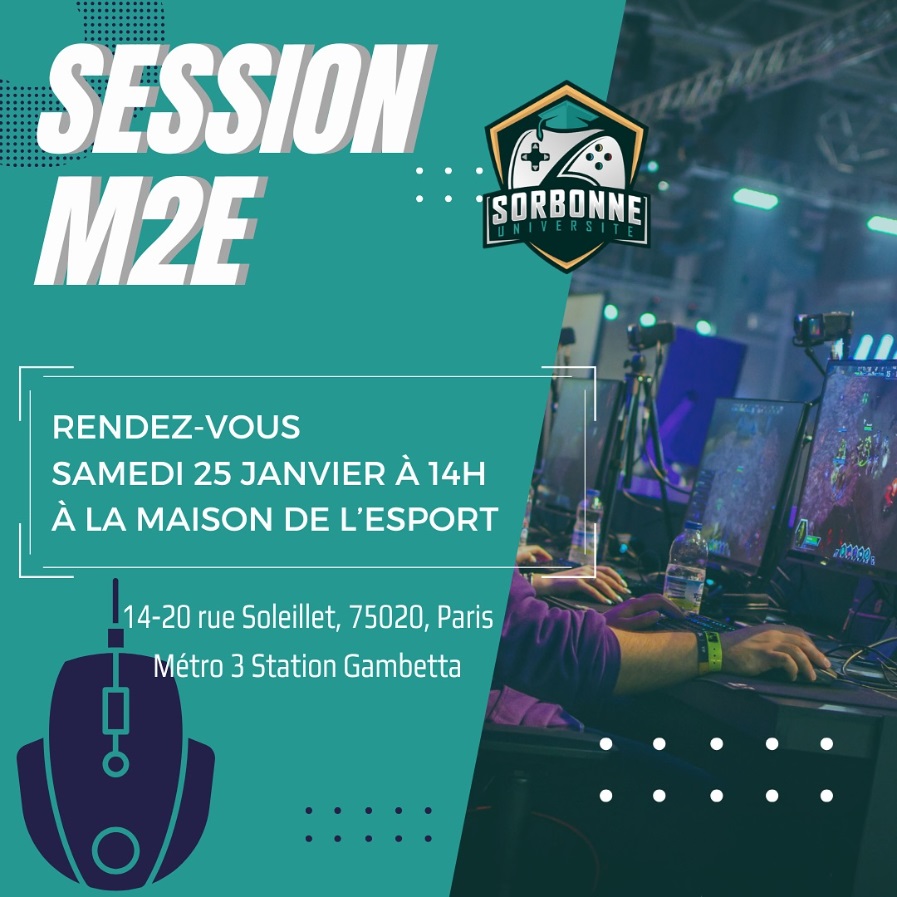 SESSION
M2E
SORBONNE
UNIVERSITE
RENDEZ-VOUS
SAMEDI 25 JANVIER À 14H
À LA MAISON DE L'ESPORT
14-20 rue Soleillet, 75020, Paris
Métro 3 Station Gambetta